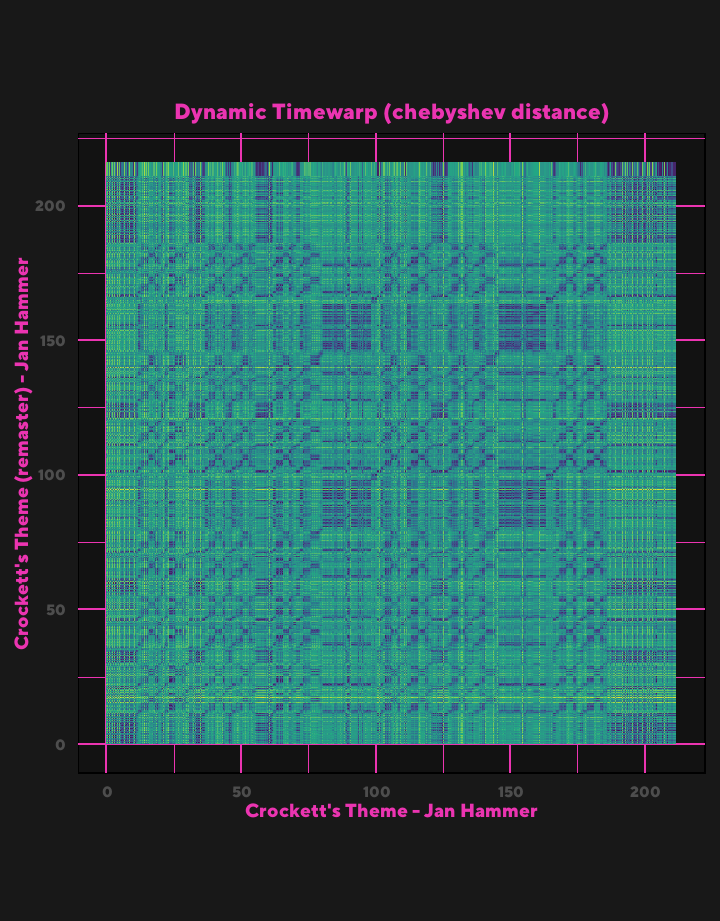 Dynamic Timewarp (chebyshev distance)
Crockett's Theme (remaster) - Jan Hammer
200
150
100
50
0
0 50 100 150 200
Crockett's Theme - Jan Hammer